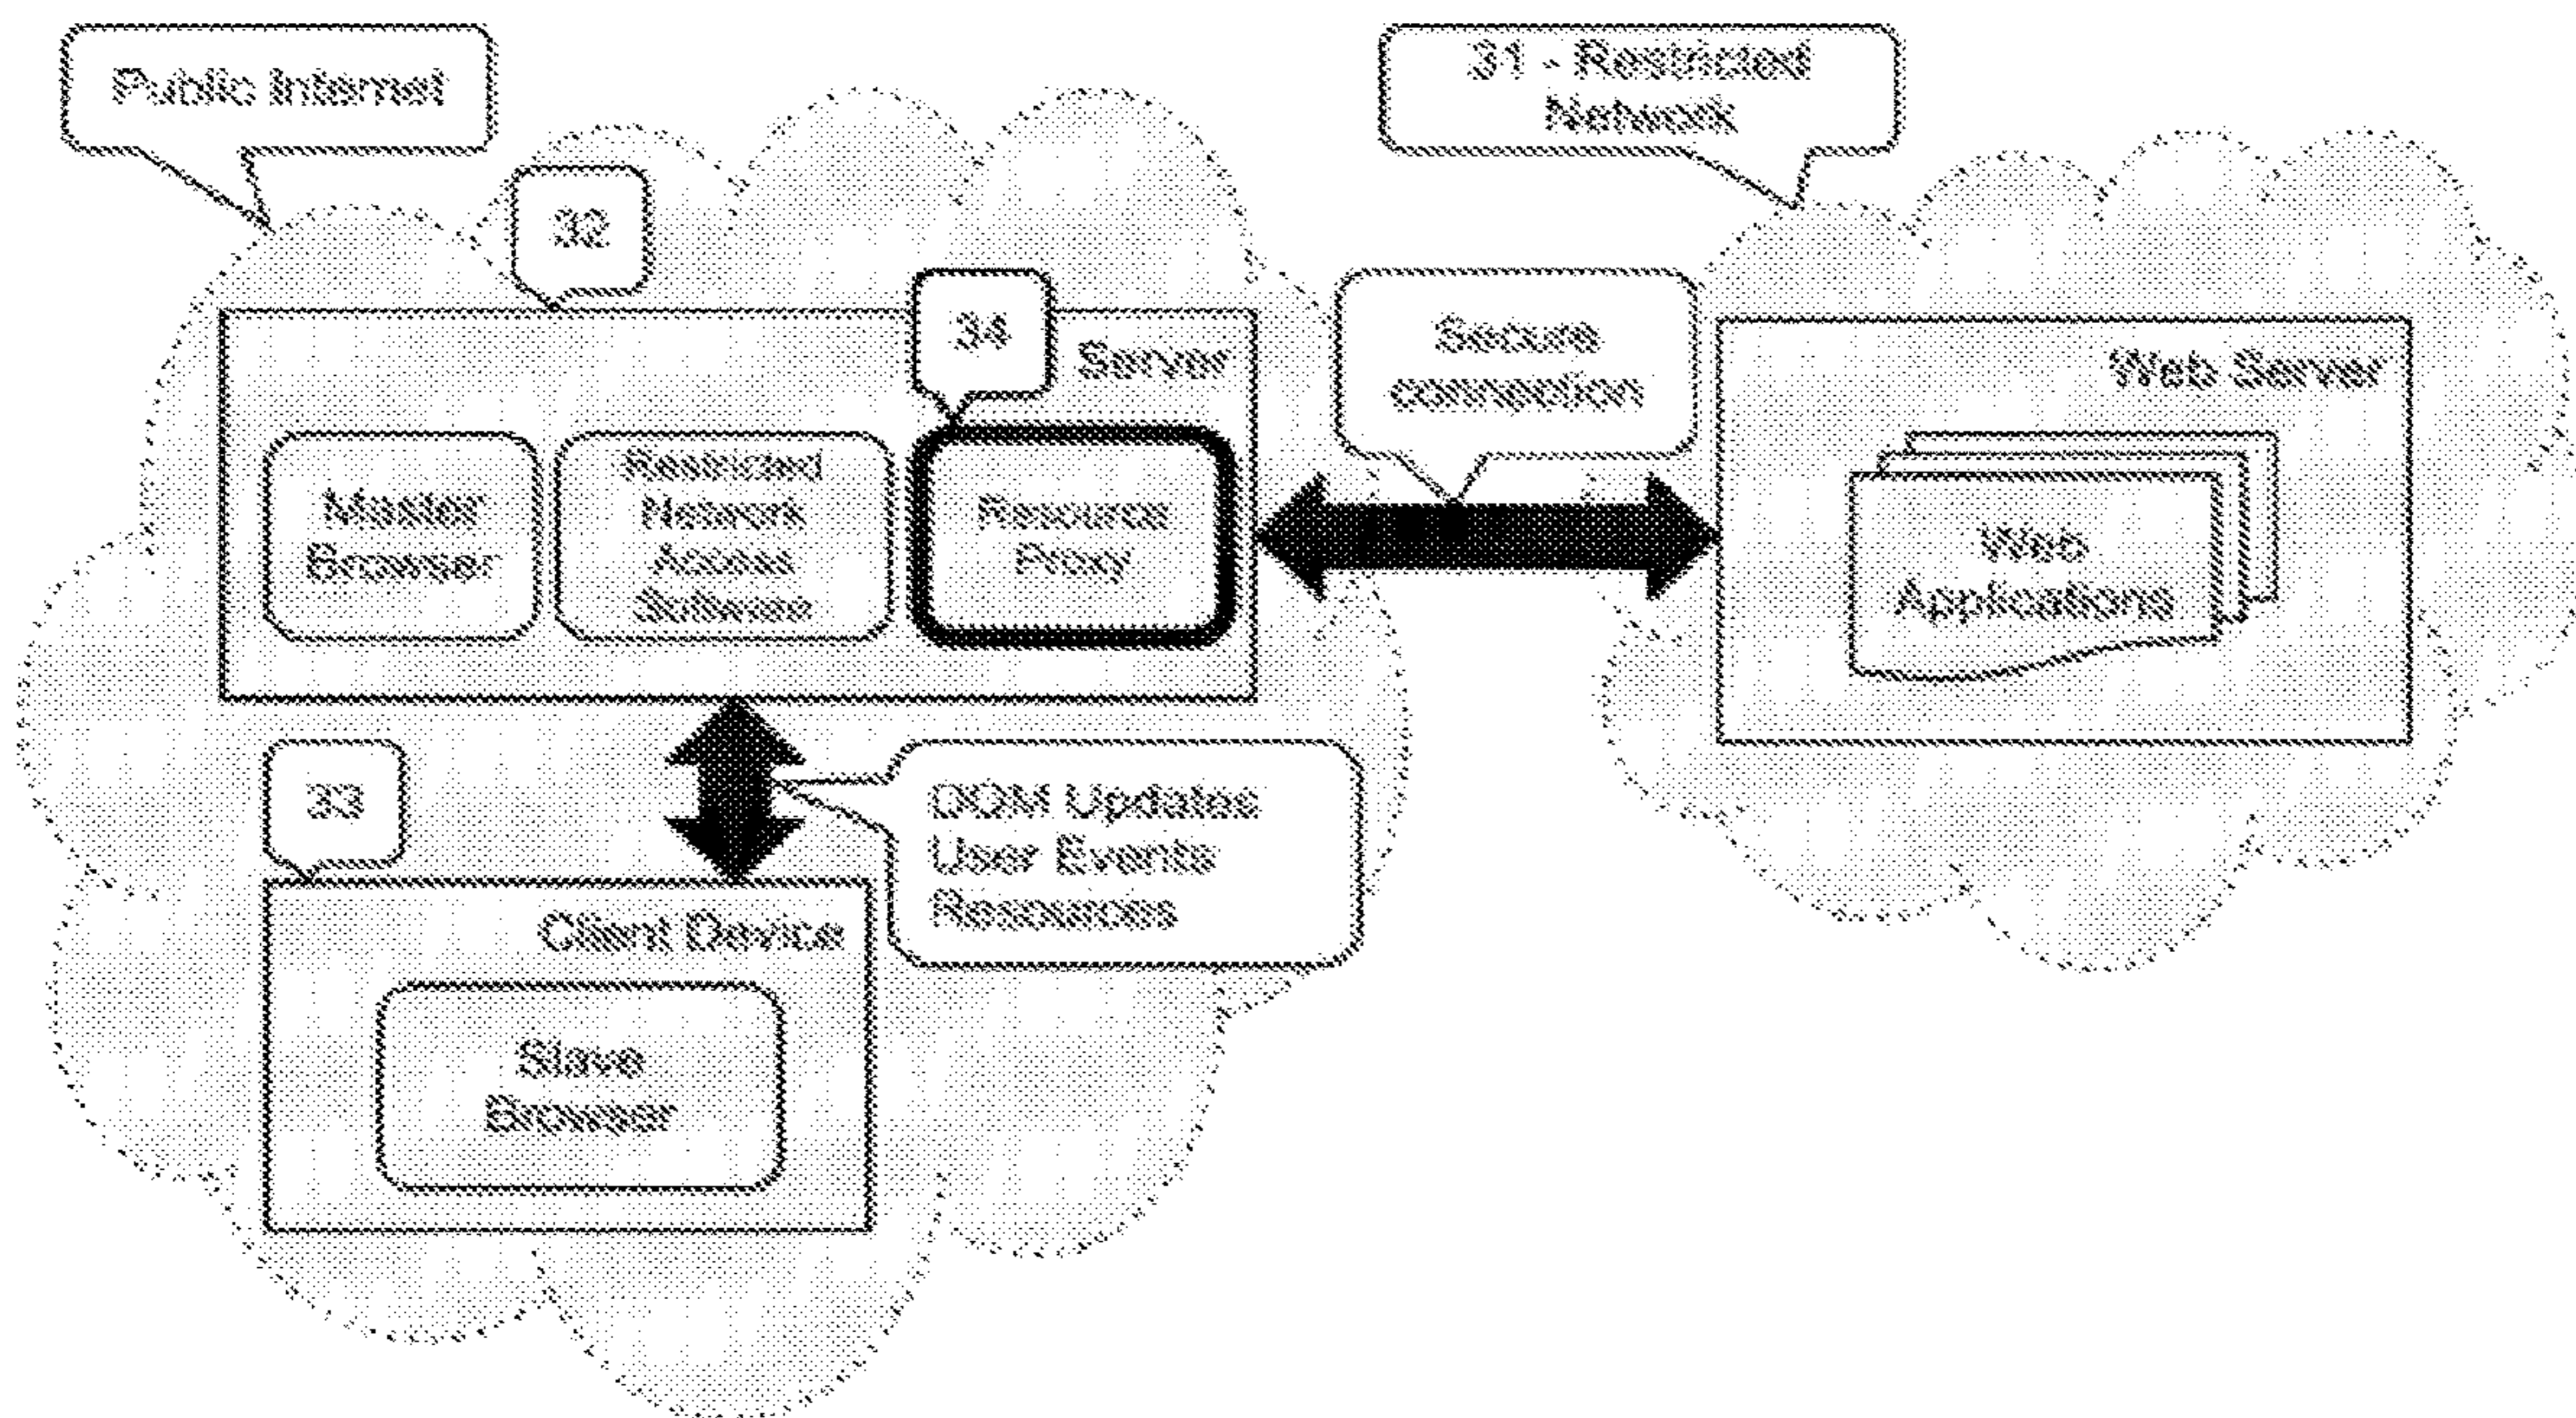 Public Internet
31 - Restricted
Network
32
34
Server
Secure
connection
Web Server
Master
Browser
Restricted
Network
Access
Software
Resource
Proxy
Web
Applications
33
DOM Updates
User Events
Resources
Client Device
Slave
Browser